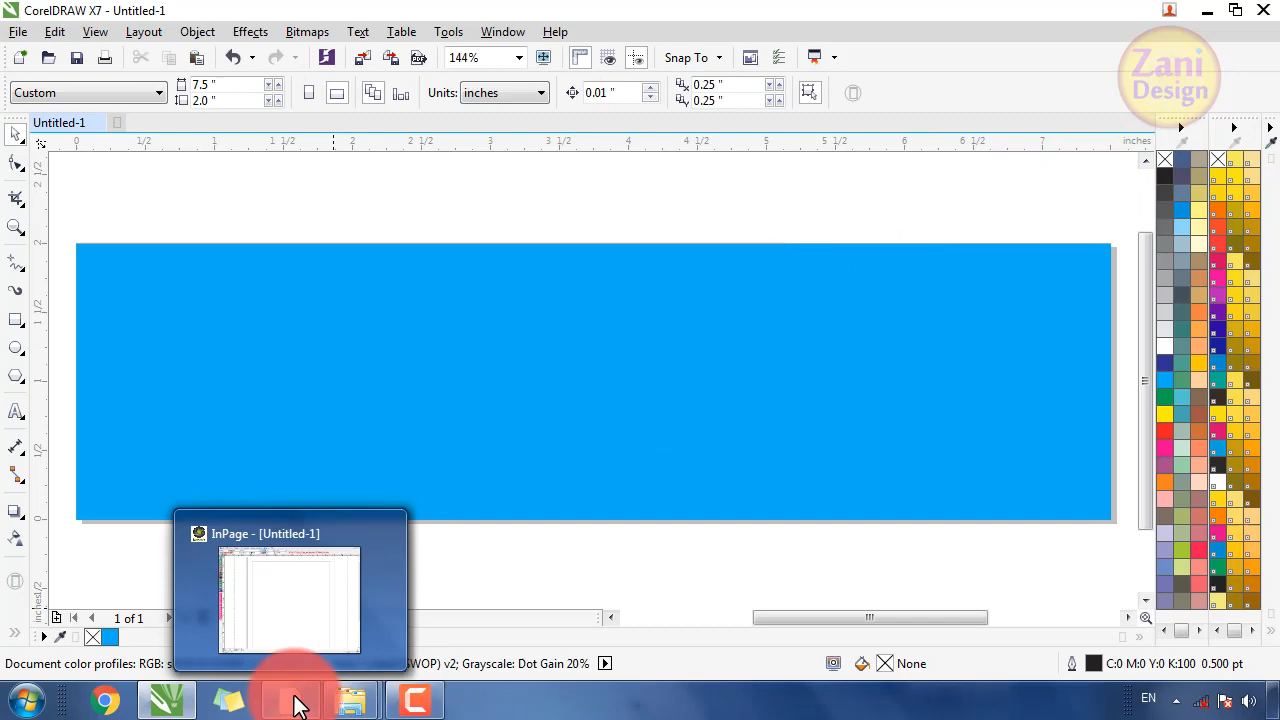 CorelDRAW X7 - Untitled-1
File Edit View Layout Object Effects Bitmaps Text Table Tools Window Help
144% Snap To
Zani
Design
Custom 7.5 " 2.0 " Units: inches 0.01 " 0.25 " 0.25 "
Untitled-1
0 1/2 1 1 1/2 2 2 1/2 3 3 1/2 4 4 1/2 5 5 1/2 6 6 1/2 7 inches
InPage - [Untitled-1]
1 of 1
Document color profiles: RGB: s
SWOP) v2; Grayscale: Dot Gain 20% None C:0 M:0 Y:0 K:100 0.500 pt
EN